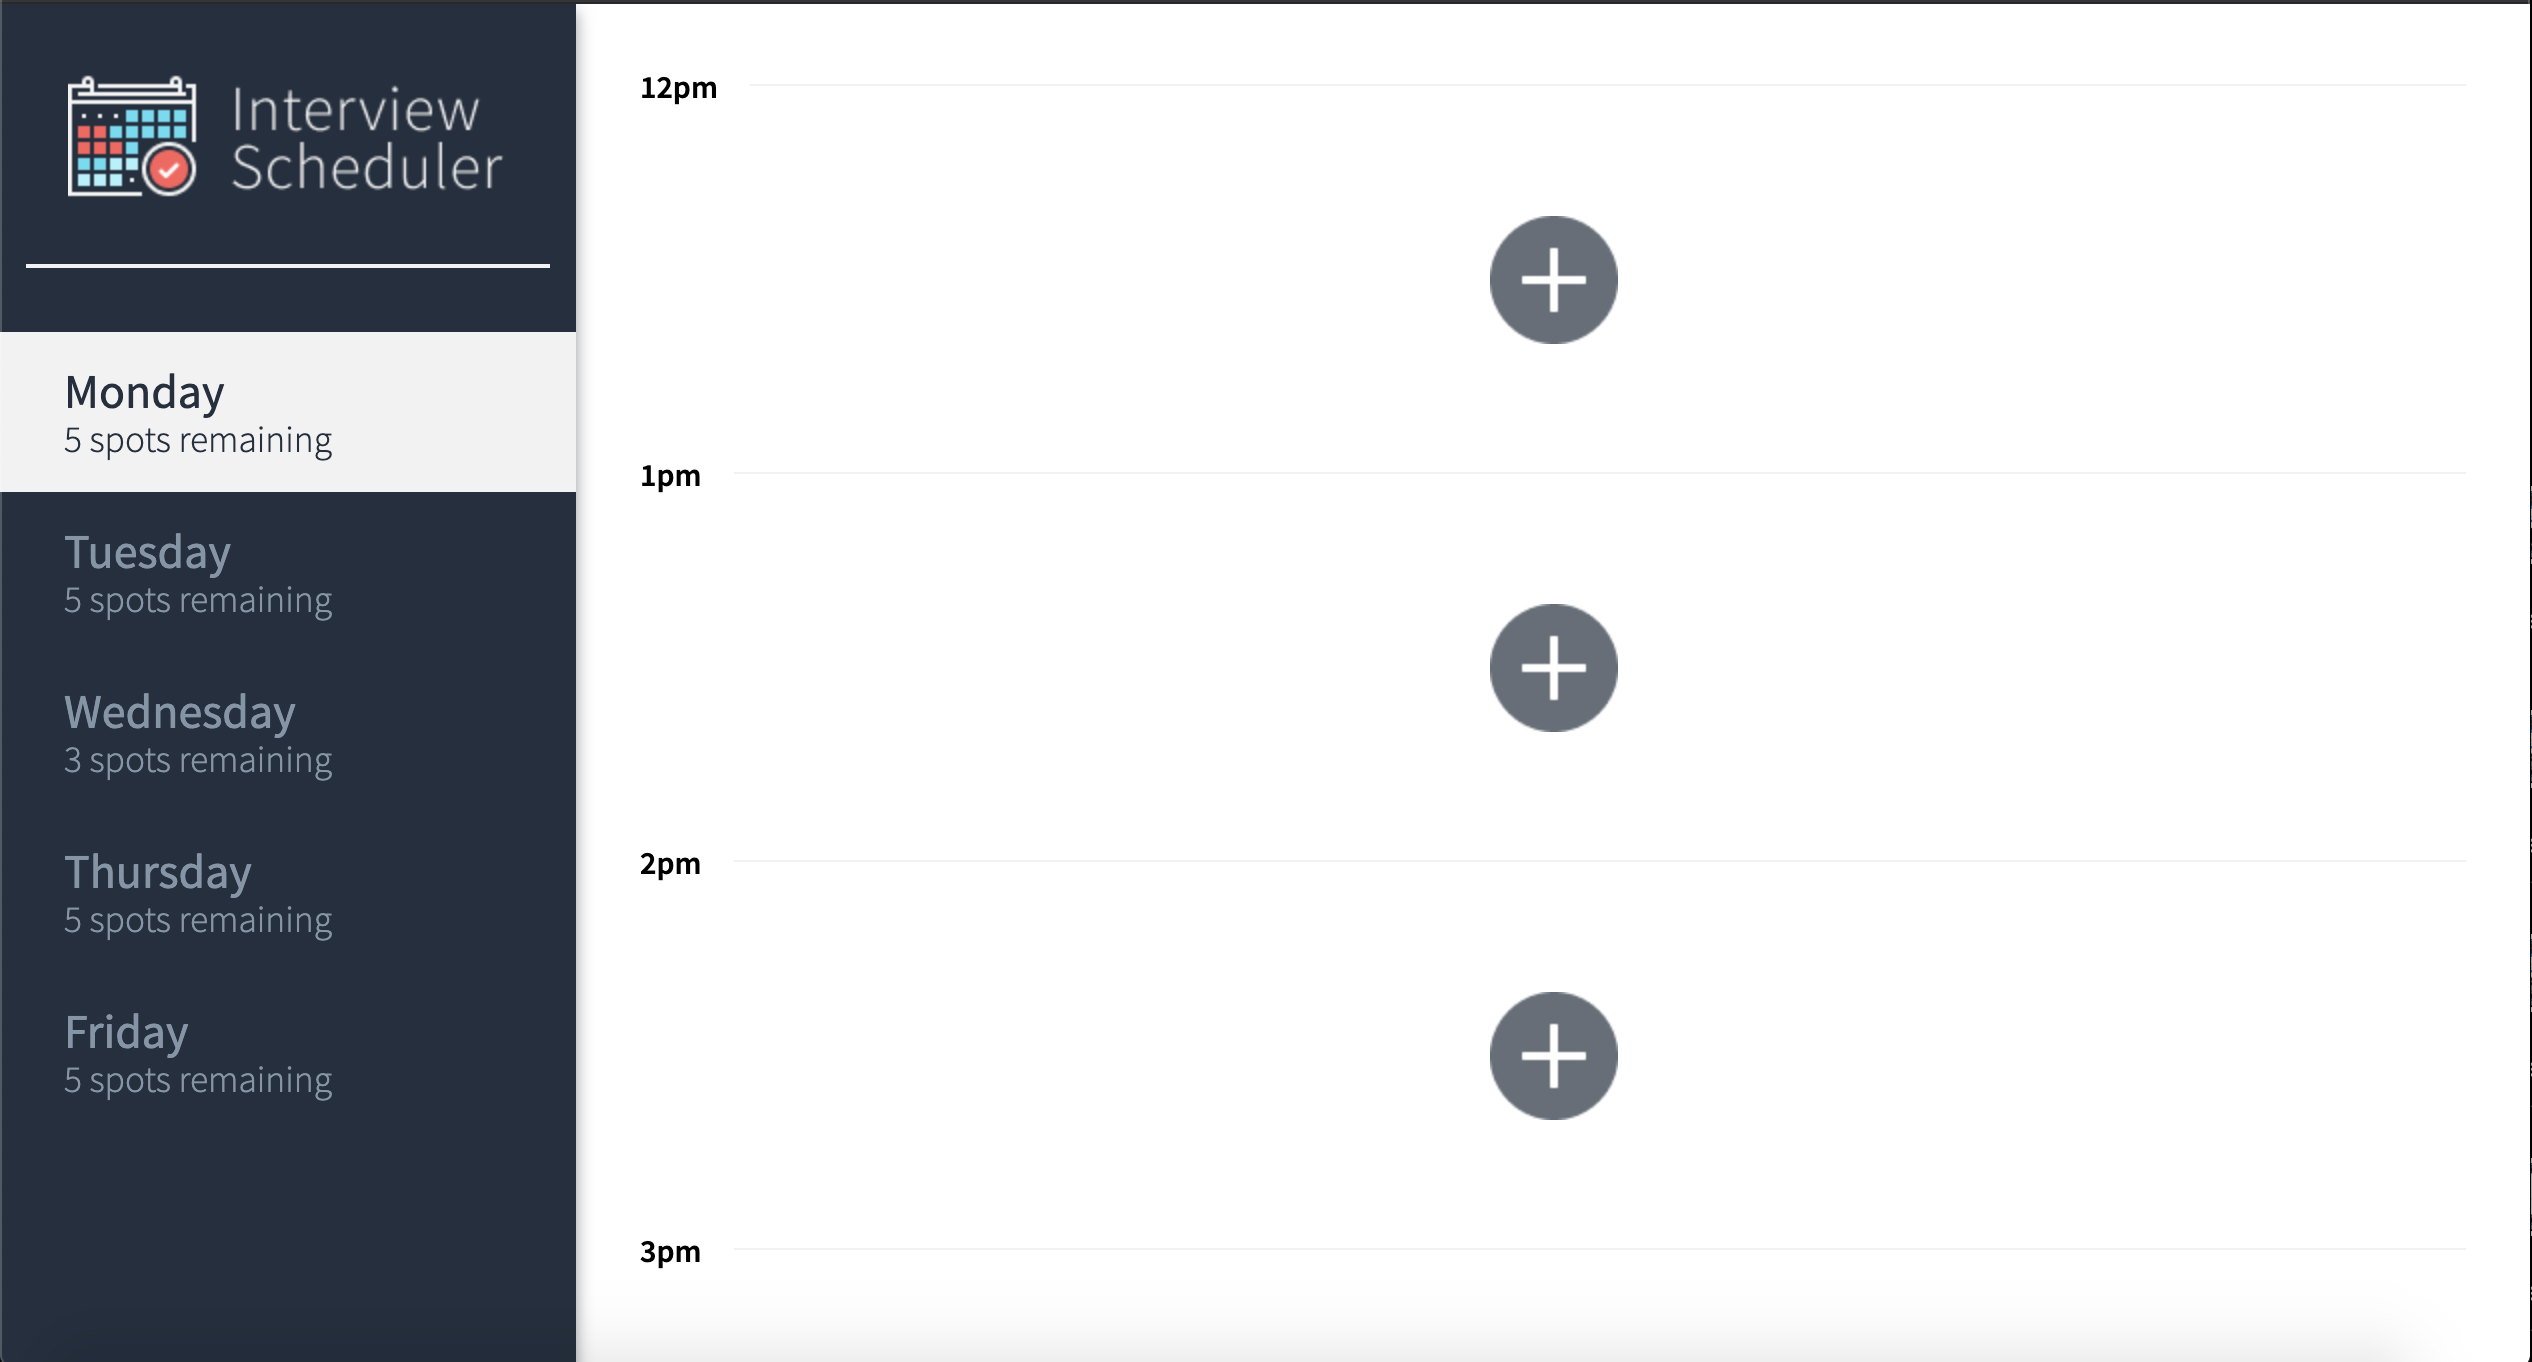 Interview
Scheduler
Monday
5 spots remaining
Tuesday
5 spots remaining
Wednesday
3 spots remaining
Thursday
5 spots remaining
Friday
5 spots remaining
12pm
1pm
2pm
3pm